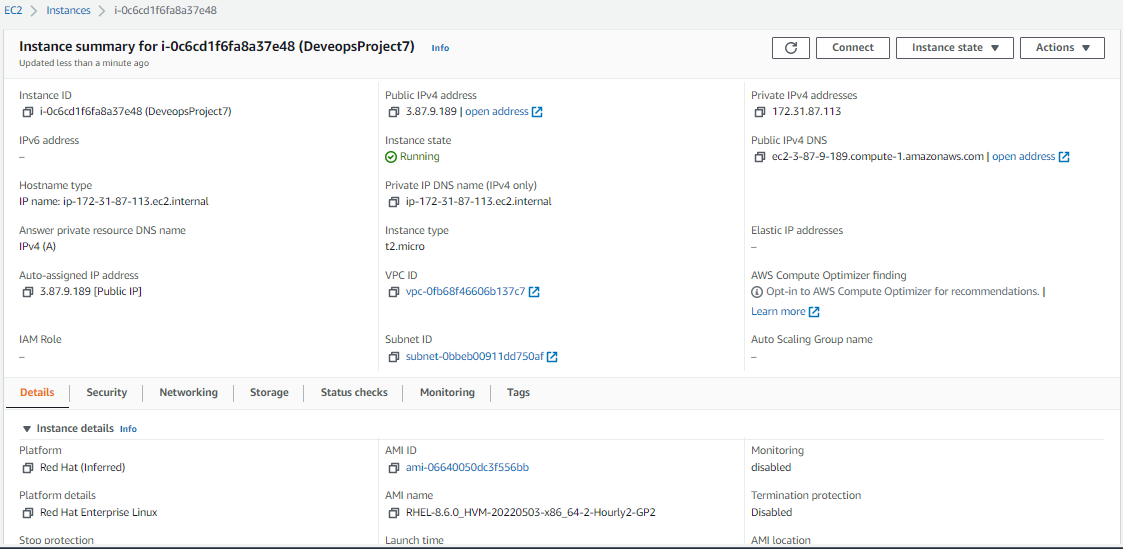 EC2 > Instances > i-0c6cd1f6fa8a37e48
Instance summary for i-0c6cd1f6fa8a37e48 (DeveopsProject7) Info
Updated less than a minute ago
Connect
Instance state
Actions
Instance ID
i-0c6cd1f6fa8a37e48 (DeveopsProject7)
Public IPv4 address
3.87.9.189 | open address
Private IPv4 addresses
172.31.87.113
IPv6 address
–
Instance state
Running
Public IPv4 DNS
ec2-3-87-9-189.compute-1.amazonaws.com | open address
Hostname type
IP name: ip-172-31-87-113.ec2.internal
Private IP DNS name (IPv4 only)
ip-172-31-87-113.ec2.internal
Answer private resource DNS name
IPv4 (A)
Instance type
t2.micro
Elastic IP addresses
–
Auto-assigned IP address
3.87.9.189 [Public IP]
VPC ID
vpc-0fb68f46606b137c7
AWS Compute Optimizer finding
Opt-in to AWS Compute Optimizer for recommendations. |
Learn more
IAM Role
–
Subnet ID
subnet-0bbeb00911dd750af
Auto Scaling Group name
–
Details
Security
Networking
Storage
Status checks
Monitoring
Tags
Instance details Info
Platform
Red Hat (Inferred)
AMI ID
ami-06640050dc3f556bb
Monitoring
disabled
Platform details
Red Hat Enterprise Linux
AMI name
RHEL-8.6.0_HVM-20220503-x86_64-2-Hourly2-GP2
Termination protection
Disabled
Stop protection
Launch time
AMI location